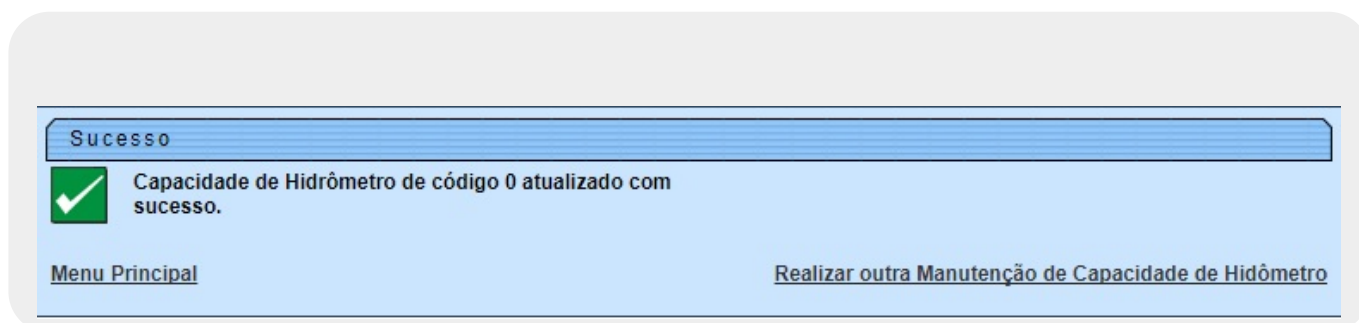 Sucesso
Capacidade de Hidrômetro de código 0 atualizado com
sucesso.
Menu Principal
Realizar outra Manutenção de Capacidade de Hidômetro